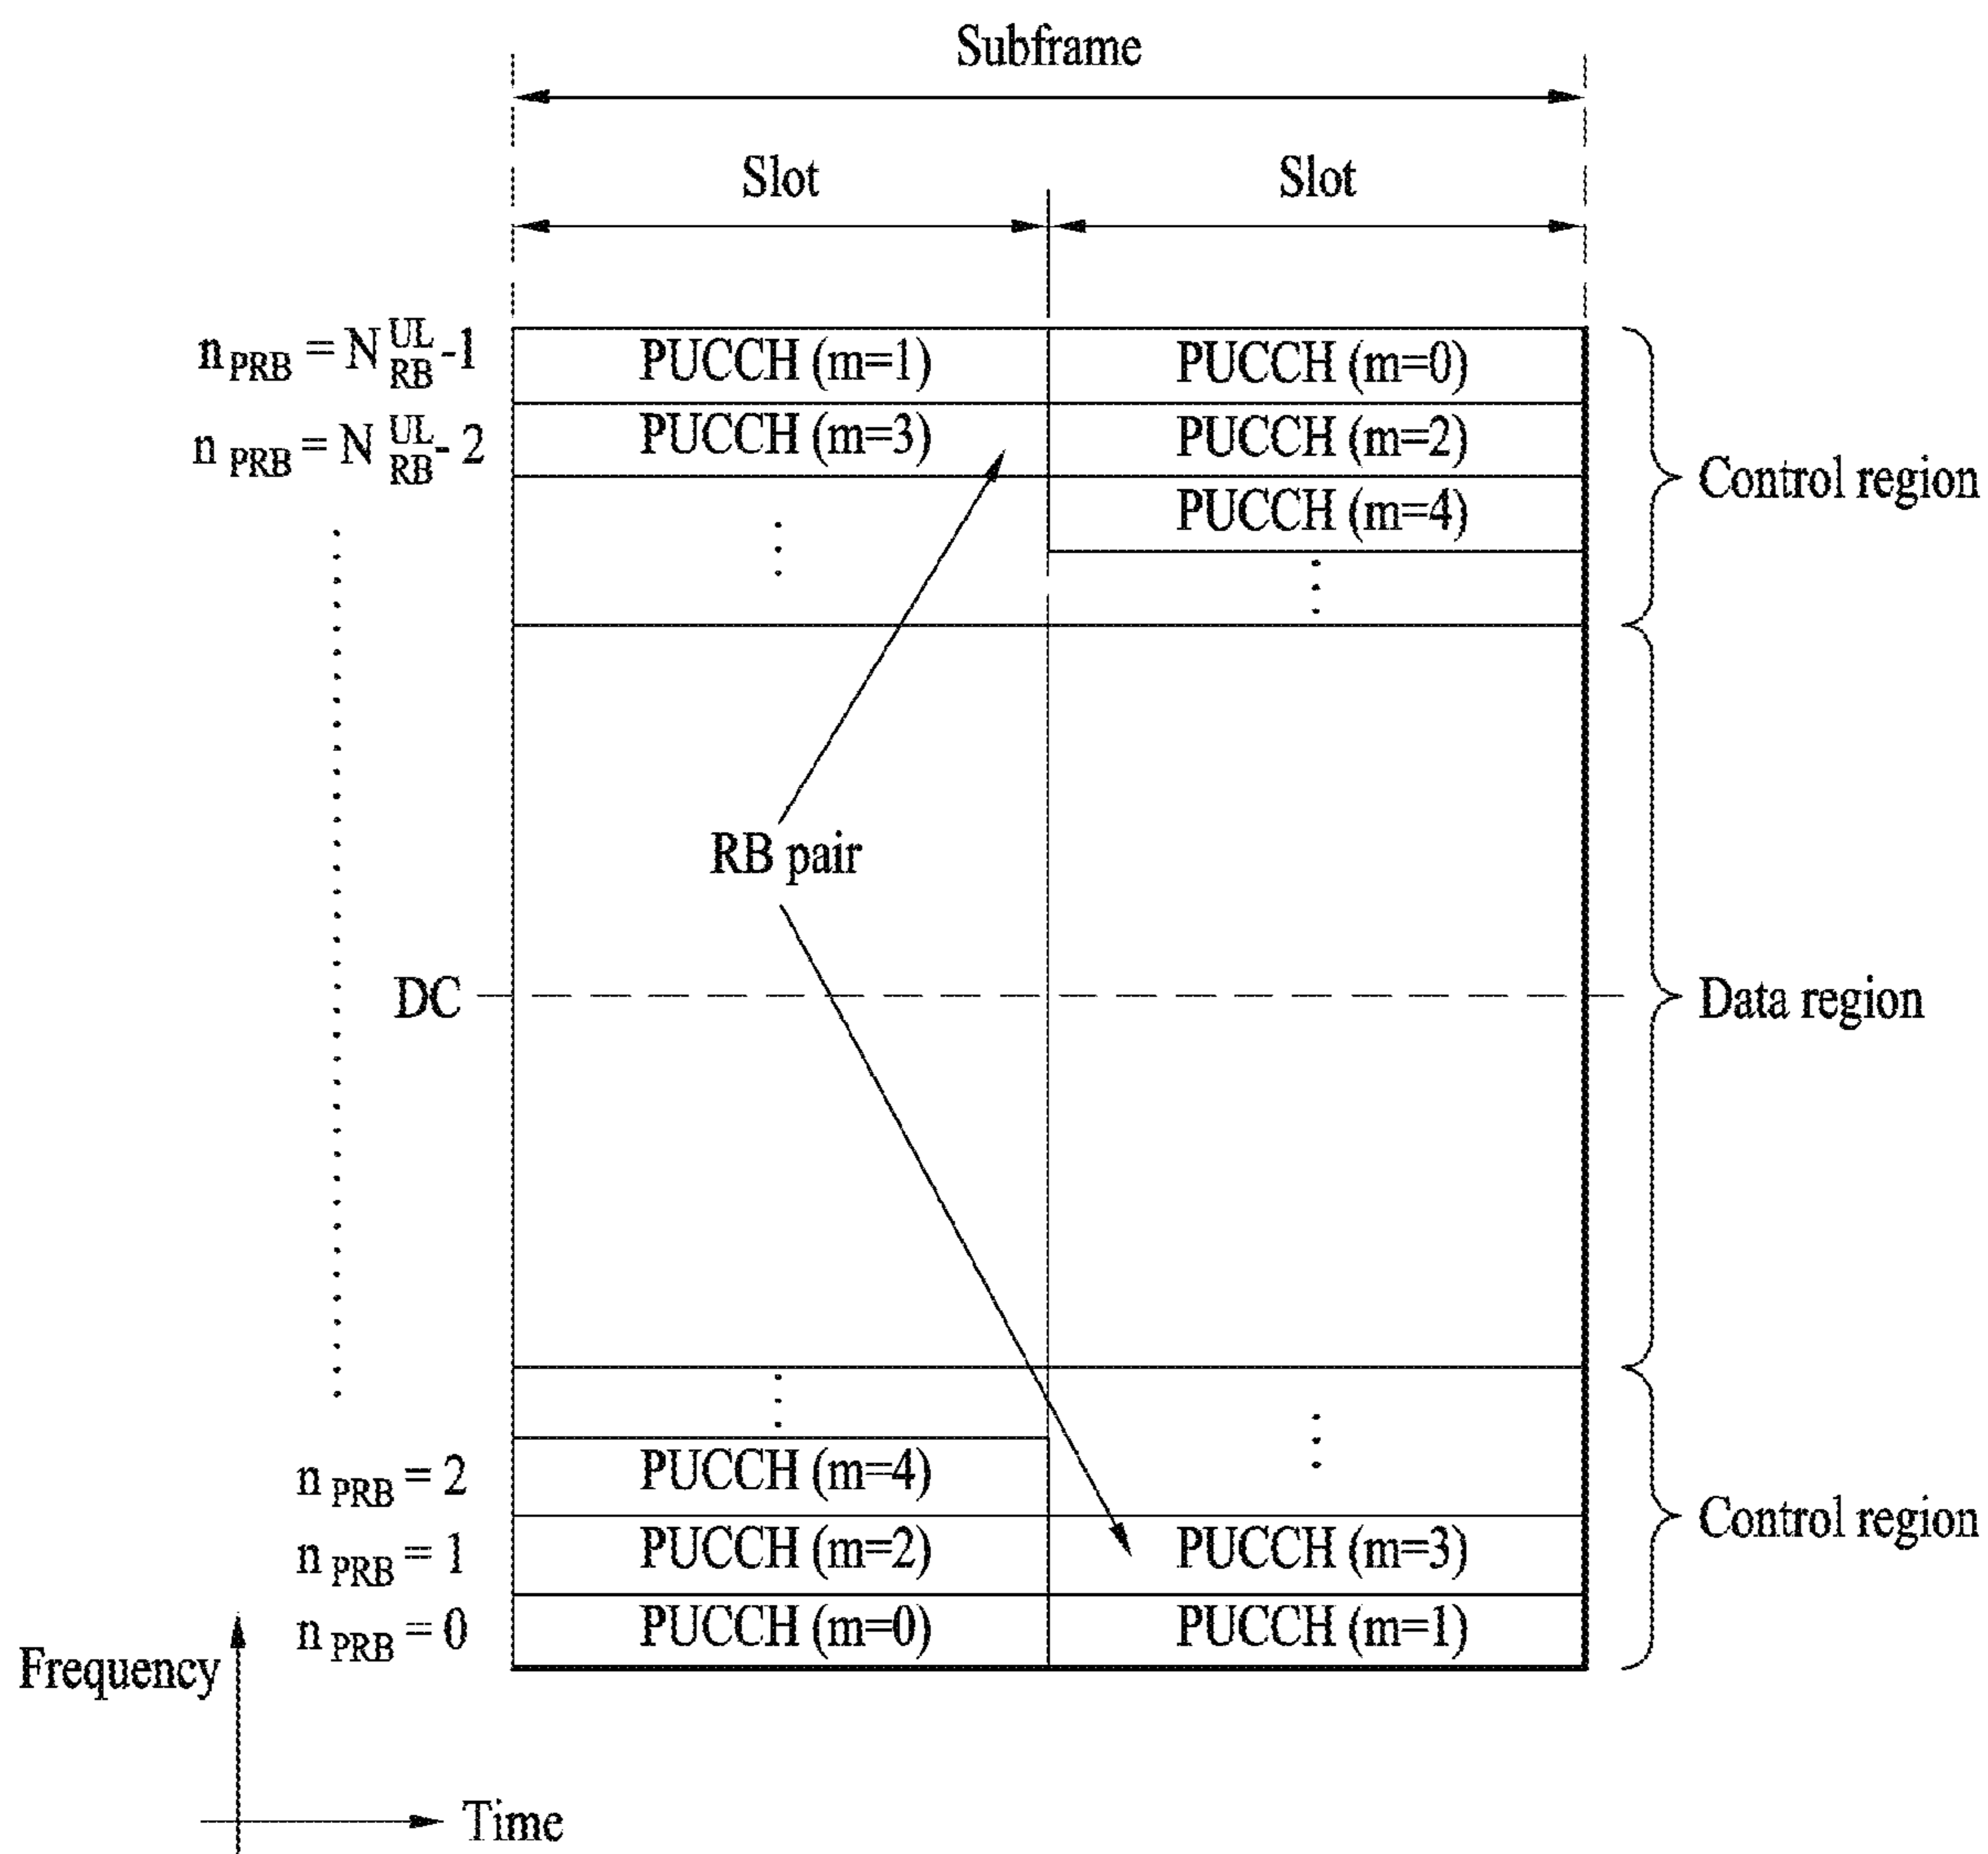 Subframe
Slot Slot
n PRB = N UL RB -1 PUCCH (m=1) PUCCH (m=0)
n PRB = N UL RB - 2 PUCCH (m=3) PUCCH (m=2)
Control region
PUCCH (m=4)
RB pair
DC
Data region
n PRB = 2 PUCCH (m=4)
Control region
n PRB = 1 PUCCH (m=2) PUCCH (m=3)
n PRB = 0 PUCCH (m=0) PUCCH (m=1)
Frequency
Time